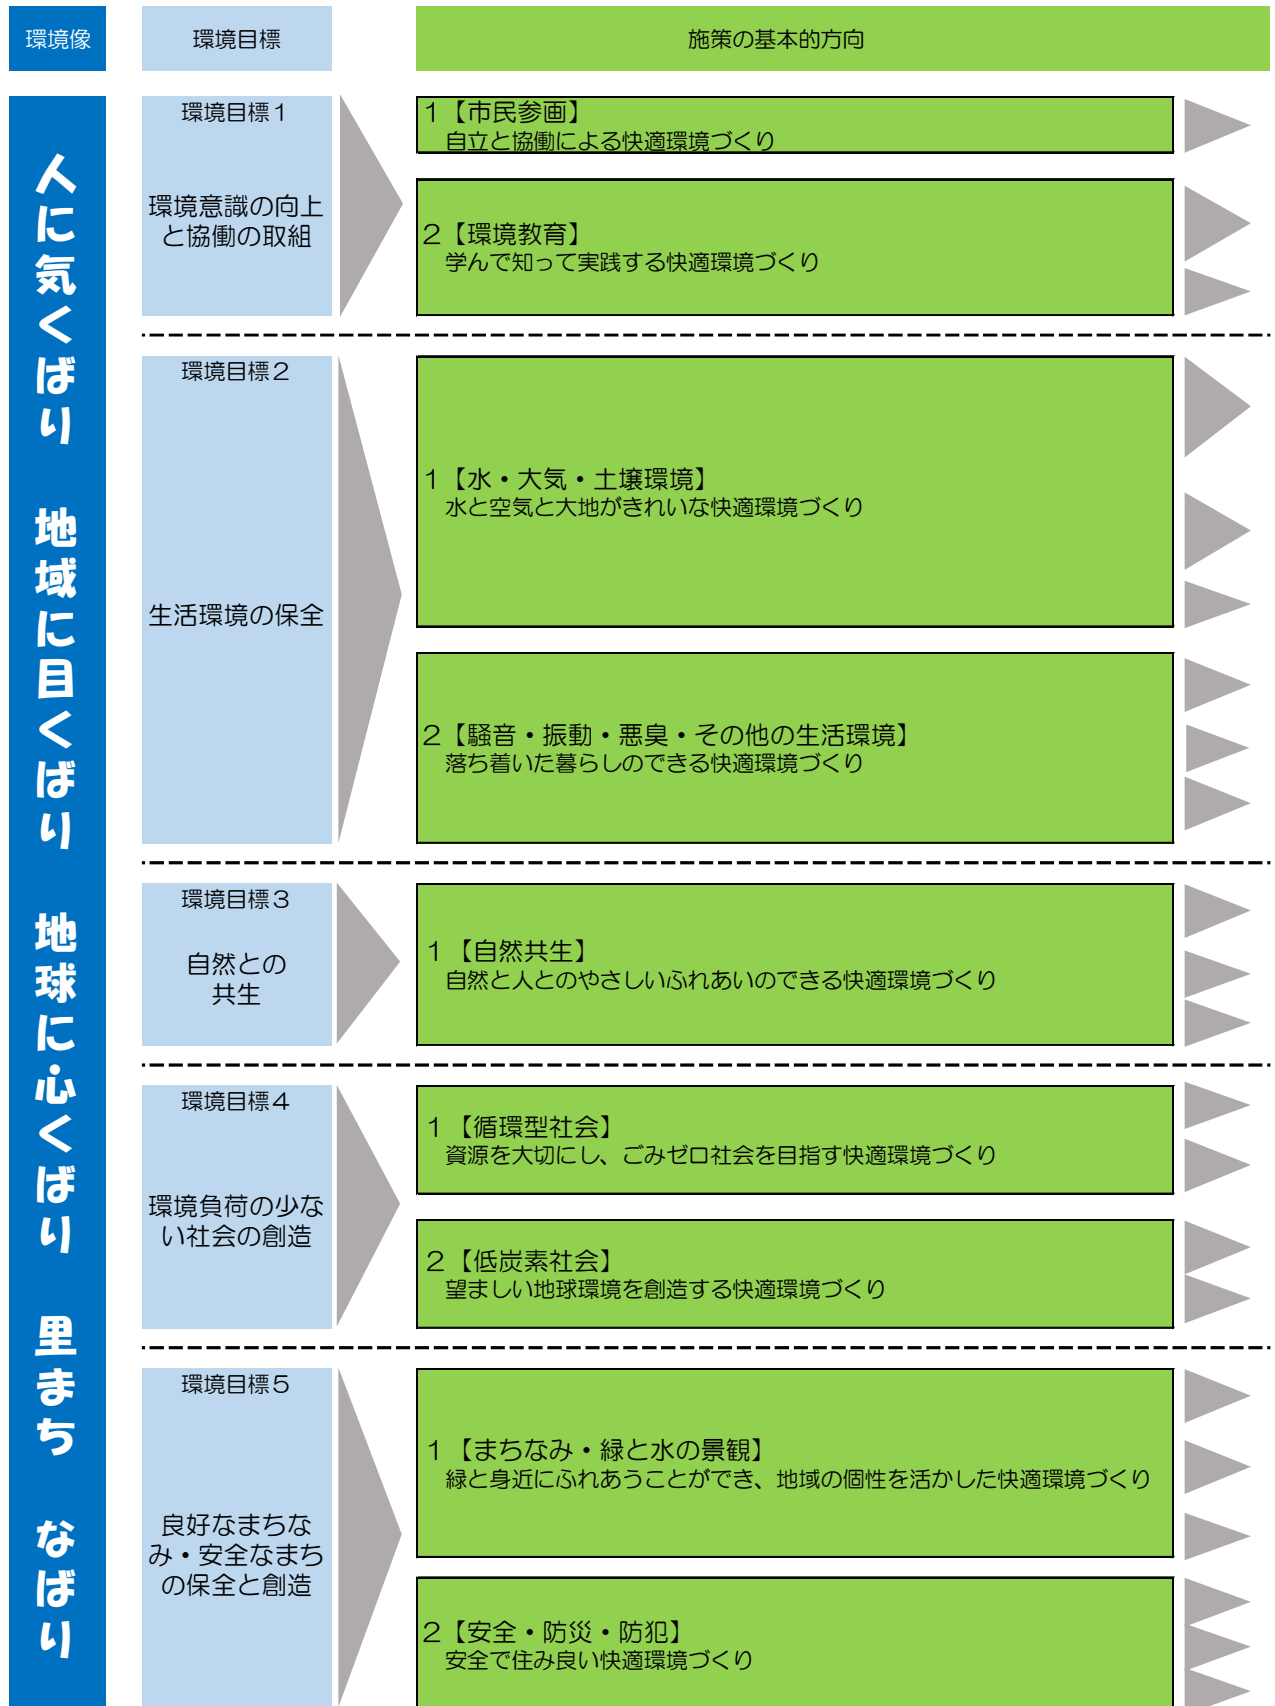 環境像
環境目標
施策の基本的方向
人に気くばり　地域に目くばり　地球に心くばり　里まち　なばり
環境目標１
環境意識の向上
と協働の取組
１【市民参画】
自立と協働による快適環境づくり
２【環境教育】
学んで知って実践する快適環境づくり
環境目標２
生活環境の保全
１【水・大気・土壌環境】
水と空気と大地がきれいな快適環境づくり
２【騒音・振動・悪臭・その他の生活環境】
落ち着いた暮らしのできる快適環境づくり
環境目標３
自然との
共生
１【自然共生】
自然と人とのやさしいふれあいのできる快適環境づくり
環境目標４
環境負荷の少な
い社会の創造
１【循環型社会】
資源を大切にし、ごみゼロ社会を目指す快適環境づくり
２【低炭素社会】
望ましい地球環境を創造する快適環境づくり
環境目標５
良好なまちな
み・安全なまち
の保全と創造
１【まちなみ・緑と水の景観】
緑と身近にふれあうことができ、地域の個性を活かした快適環境づくり
２【安全・防災・防犯】
安全で住み良い快適環境づくり